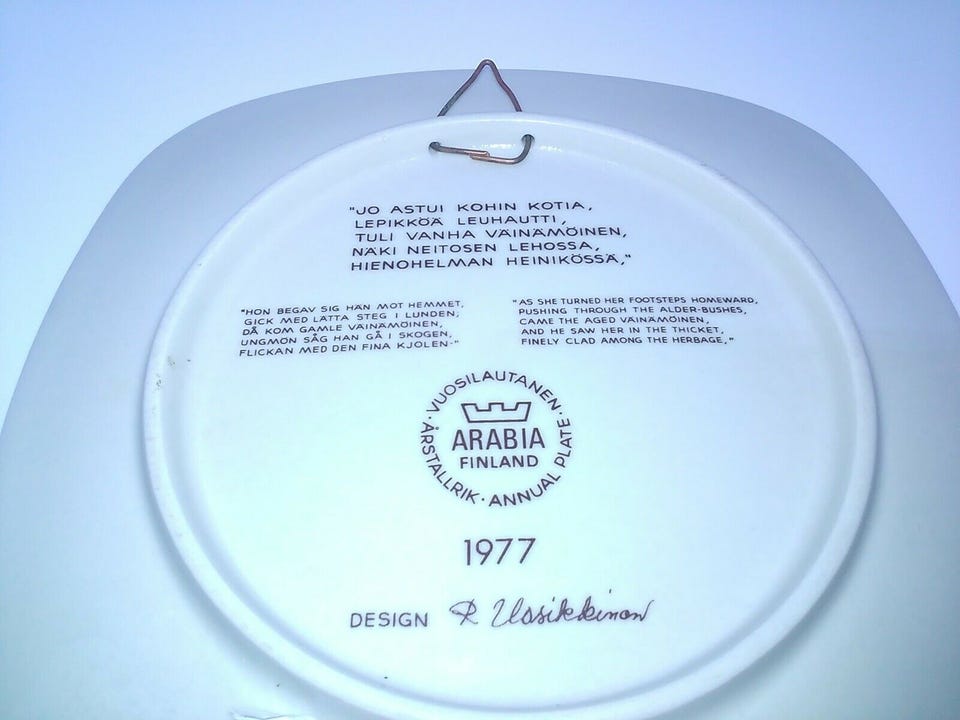 "JO ASTUI KOHIN KOTIA,
LEPIKKÖÄ LEUHAUTTI,
TULI VANHA VÄINÄMÖINEN,
NÄKI NEITOSEN LEHOSSA,
HIENOHELMAN HEINIKÖSSÄ,"
"HON BEGAV SIG HÄN MOT HEMMET,
GICK MED LÄTTA STEG I LUNDEN;
DÅ KOM GAMLE VÄINÄMÖINEN,
UNGMÖN SÅG HAN GÅ I SKOGEN,
FLICKAN MED DEN FINA KJOLEN-"
"AS SHE TURNED HER FOOTSTEPS HOMEWARD,
PUSHING THROUGH THE ALDER-BUSHES,
CAME THE AGED VÄINÄMÖINEN,
AND HE SAW HER IN THE THICKET,
FINELY CLAD AMONG THE HERBAGE,"
· VUOSILAUTANEN ·
ARABIA
FINLAND
ÅRSTALLRIK · ANNUAL PLATE
1977
DESIGN R Uosikkinen